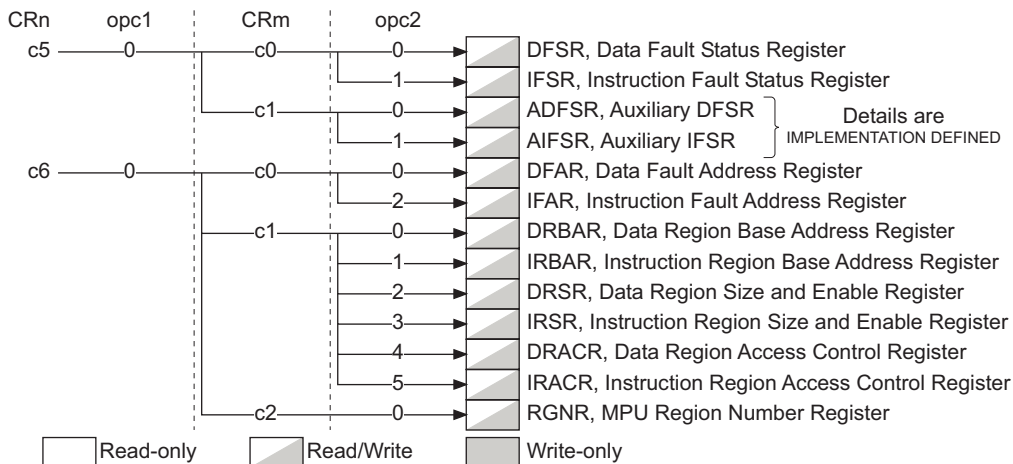 CRn opc1 CRm opc2
c5 0 c0 0 DFSR, Data Fault Status Register
1 IFSR, Instruction Fault Status Register
c1 0 ADFSR, Auxiliary DFSR
1 AIFSR, Auxiliary IFSR
Details are
IMPLEMENTATION DEFINED
c6 0 c0 0 DFAR, Data Fault Address Register
2 IFAR, Instruction Fault Address Register
c1 0 DRBAR, Data Region Base Address Register
1 IRBAR, Instruction Region Base Address Register
2 DRSR, Data Region Size and Enable Register
3 IRSR, Instruction Region Size and Enable Register
4 DRACR, Data Region Access Control Register
5 IRACR, Instruction Region Access Control Register
c2 0 RGNR, MPU Region Number Register
Read-only Read/Write Write-only